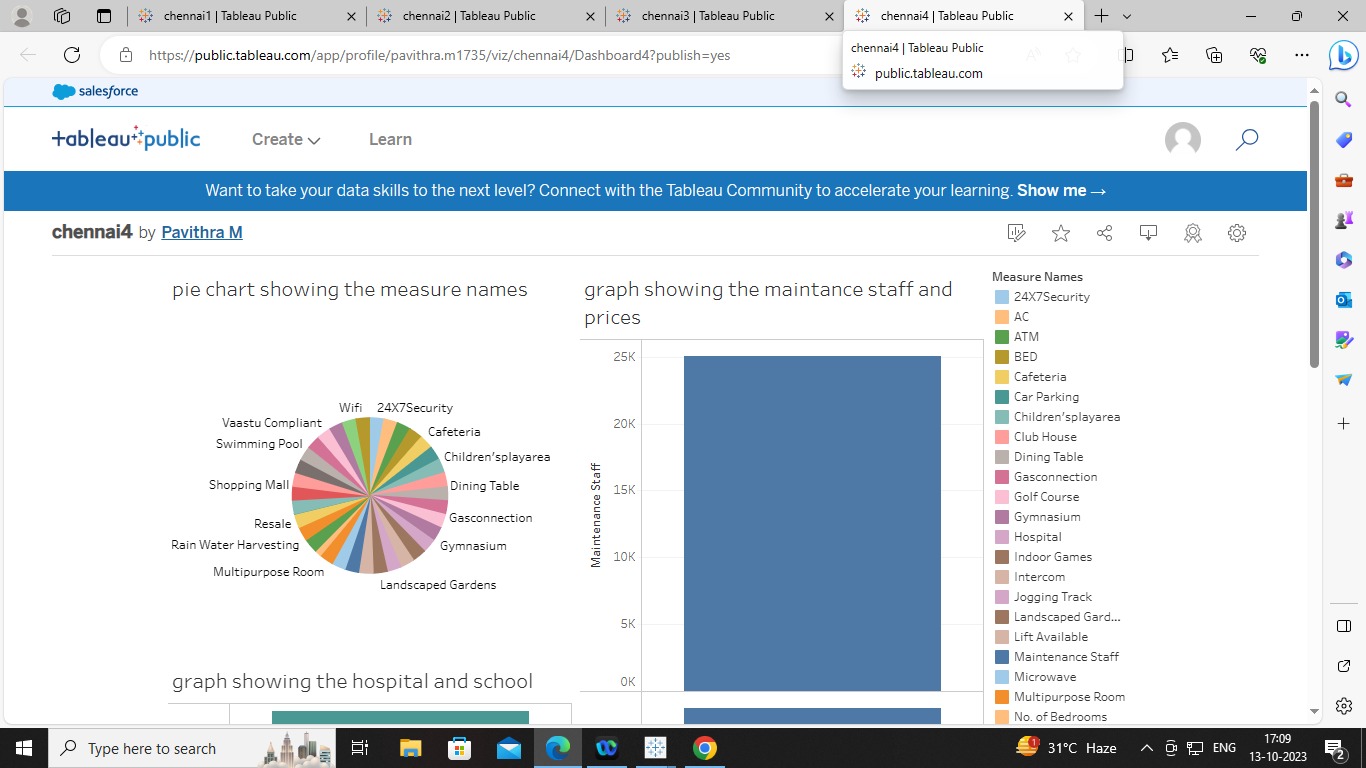 chennai1 | Tableau Public
chennai2 | Tableau Public
chennai3 | Tableau Public
chennai4 | Tableau Public
https://public.tableau.com/app/profile/pavithra.m1735/viz/chennai4/Dashboard4?publish=yes
chennai4 | Tableau Public
public.tableau.com
salesforce
tableau public
Create
Learn
Want to take your data skills to the next level? Connect with the Tableau Community to accelerate your learning. Show me →
chennai4 by Pavithra M
pie chart showing the measure names
Wifi
24X7Security
Vaastu Compliant
Cafeteria
Swimming Pool
Children'splayarea
Shopping Mall
Dining Table
Gasconnection
Resale
Rain Water Harvesting
Gymnasium
Multipurpose Room
Landscaped Gardens
graph showing the maintance staff and
prices
25K
20K
15K
10K
5K
0K
Maintenance Staff
Measure Names
24X7Security
AC
ATM
BED
Cafeteria
Car Parking
Children'splayarea
Club House
Dining Table
Gasconnection
Golf Course
Gymnasium
Hospital
Indoor Games
Intercom
Jogging Track
Landscaped Gard...
Lift Available
Maintenance Staff
Microwave
Multipurpose Room
No. of Bedrooms
graph showing the hospital and school
Type here to search
1
31°C Haze
ENG
17:09
13-10-2023
2